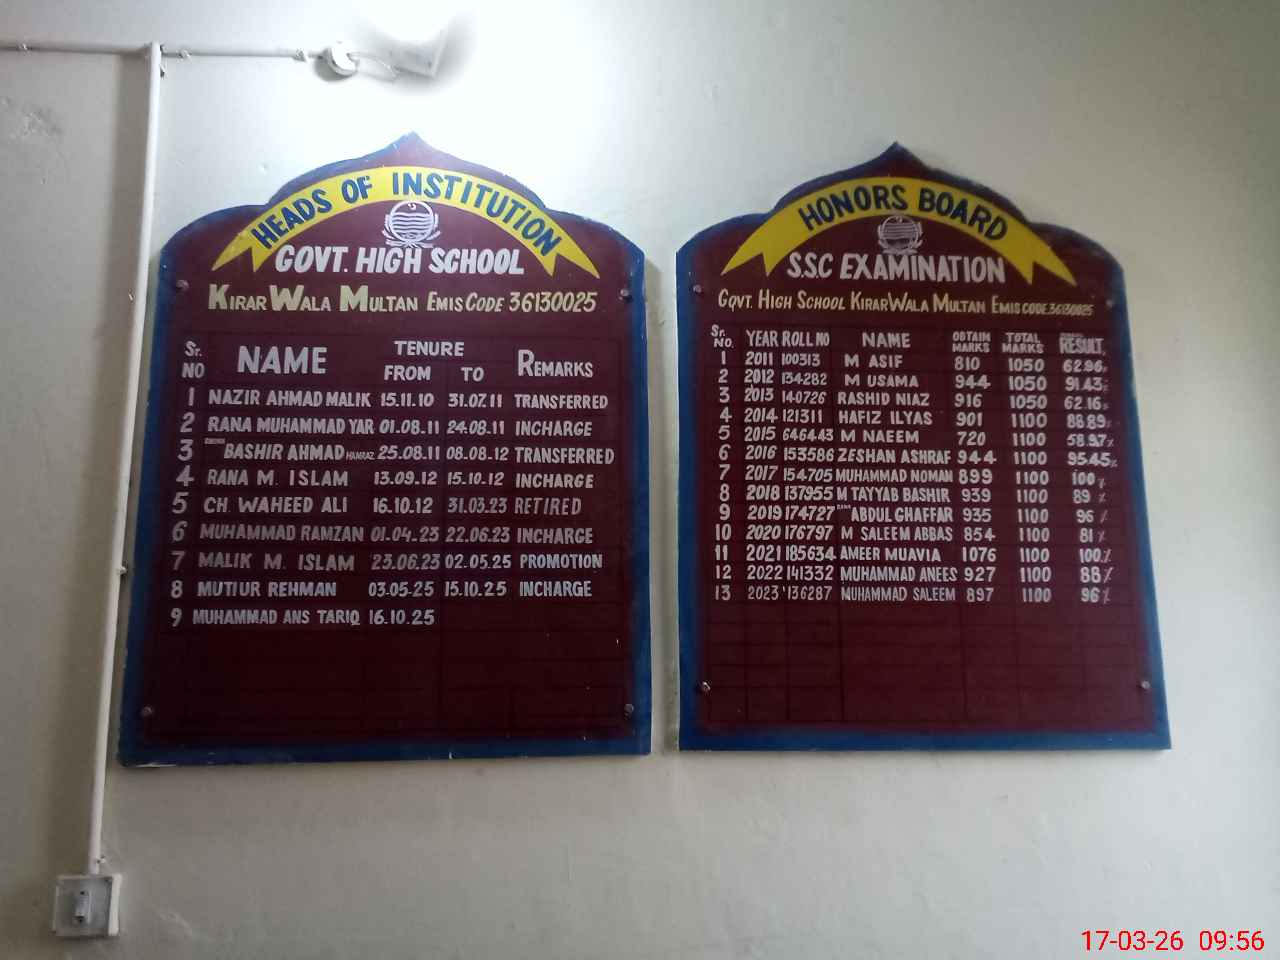 HEADS OF INSTITUTION
GOVT. HIGH SCHOOL
KIRAR WALA MULTAN EMIS CODE 36130025
Sr. NO NAME TENURE FROM TO REMARKS
1 NAZIR AHMAD MALIK 15.11.10 31.07.11 TRANSFERRED
2 RANA MUHAMMAD YAR 01.08.11 24.08.11 INCHARGE
3 BASHIR AHMAD HAMRAZ 25.08.11 08.08.12 TRANSFERRED
4 RANA M. ISLAM 13.09.12 15.10.12 INCHARGE
5 CH. WAHEED ALI 16.10.12 31.03.23 RETIRED
6 MUHAMMAD RAMZAN 01.04.23 22.06.23 INCHARGE
7 MALIK M. ISLAM 23.06.23 02.05.25 PROMOTION
8 MUTIUR REHMAN 03.05.25 15.10.25 INCHARGE
9 MUHAMMAD ANS TARIQ 16.10.25
HONORS BOARD
S.S.C EXAMINATION
GOVT. HIGH SCHOOL KIRAR WALA MULTAN EMIS CODE.36130025
Sr. NO. YEAR ROLL NO NAME OBTAIN MARKS TOTAL MARKS RESULT
1 2011 100313 M ASIF 810 1050 62.96%
2 2012 134282 M USAMA 944 1050 91.43%
3 2013 140726 RASHID NIAZ 916 1050 62.16%
4 2014 121311 HAFIZ ILYAS 901 1100 88.89%
5 2015 646443 M NAEEM 720 1100 58.97%
6 2016 153586 ZESHAN ASHRAF 944 1100 95.45%
7 2017 154705 MUHAMMAD NOMAN 899 1100 100%
8 2018 137955 M TAYYAB BASHIR 939 1100 89%
9 2019 174727 ABDUL GHAFFAR 935 1100 96%
10 2020 176797 M SALEEM ABBAS 854 1100 81%
11 2021 185634 AMEER MUAVIA 1076 1100 100%
12 2022 141332 MUHAMMAD ANEES 927 1100 88%
13 2023 136287 MUHAMMAD SALEEM 897 1100 96%
17-03-26 09:56